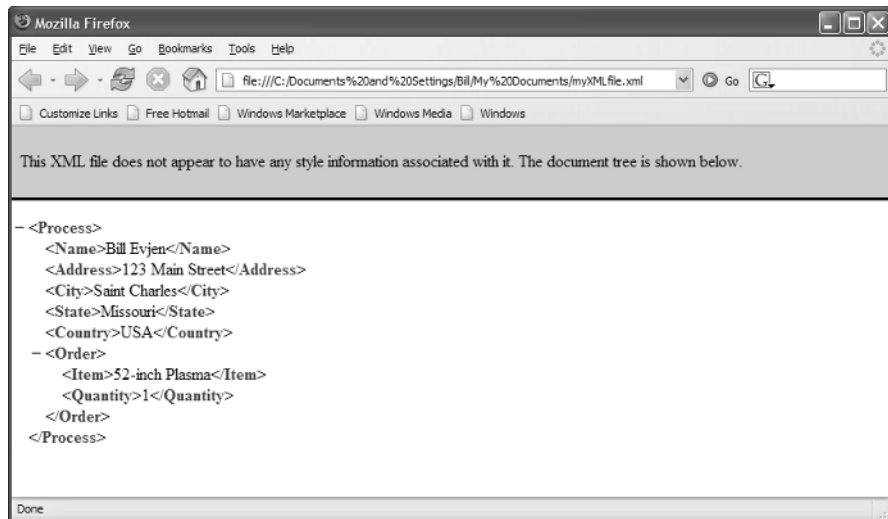 Mozilla Firefox
File Edit View Go Bookmarks Tools Help
file:///C:/Documents%20and%20Settings/Bill/My%20Documents/myXMLfile.xml Go G
Customize Links Free Hotmail Windows Marketplace Windows Media Windows
This XML file does not appear to have any style information associated with it. The document tree is shown below.
− <Process>
<Name>Bill Evjen</Name>
<Address>123 Main Street</Address>
<City>Saint Charles</City>
<State>Missouri</State>
<Country>USA</Country>
− <Order>
<Item>52-inch Plasma</Item>
<Quantity>1</Quantity>
</Order>
</Process>
Done